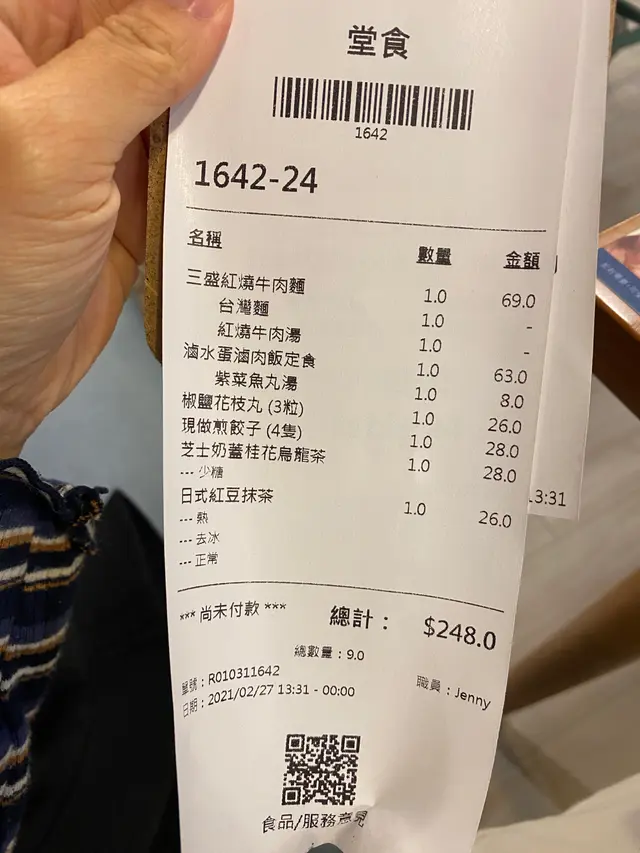 堂食
1642
1642-24
名稱 數量 金額
三盛紅燒牛肉麵 1.0 69.0
台灣麵 1.0 -
紅燒牛肉湯 1.0 -
滷水蛋滷肉飯定食 1.0 63.0
紫菜魚丸湯 1.0 8.0
椒鹽花枝丸 (3粒) 1.0 26.0
現做煎餃子 (4隻) 1.0 28.0
芝士奶蓋桂花烏龍茶 1.0 28.0
--- 少糖
日式紅豆抹茶 1.0 26.0
--- 熱
--- 去冰
--- 正常
*** 尚未付款 *** 總計： $248.0
總數量：9.0
單號：R010311642
日期：2021/02/27 13:31 - 00:00 職員：Jenny
食品/服務意見
13:31